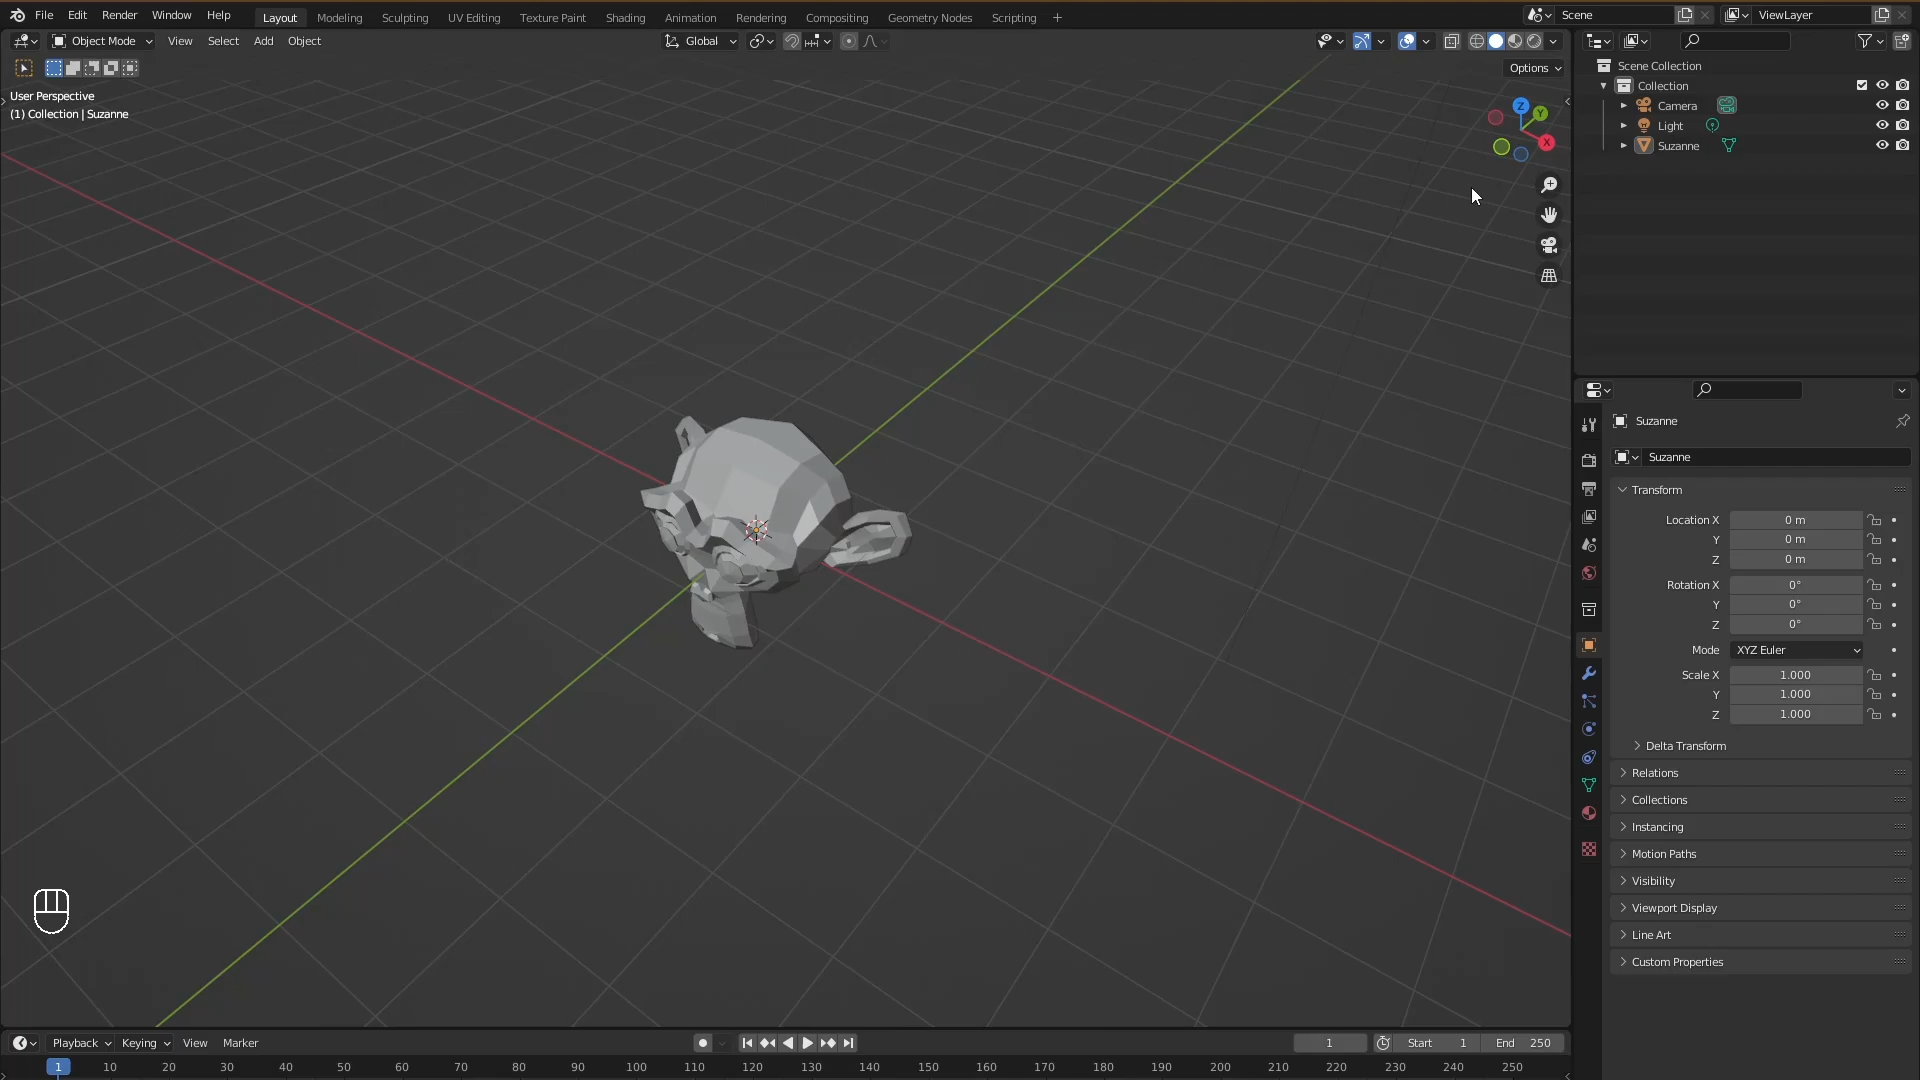 File Edit Render Window Help Layout Modeling Sculpting UV Editing Texture Paint Shading Animation Rendering Compositing Geometry Nodes Scripting + Scene ViewLayer
Object Mode View Select Add Object Global
Options
User Perspective
(1) Collection | Suzanne
Z
Y
X
Scene Collection
Collection
Camera
Light
Suzanne
Suzanne
Suzanne
Transform
Location X 0 m
Y 0 m
Z 0 m
Rotation X 0°
Y 0°
Z 0°
Mode XYZ Euler
Scale X 1.000
Y 1.000
Z 1.000
Delta Transform
Relations
Collections
Instancing
Motion Paths
Visibility
Viewport Display
Line Art
Custom Properties
Playback Keying View Marker 1 Start 1 End 250
1 10 20 30 40 50 60 70 80 90 100 110 120 130 140 150 160 170 180 190 200 210 220 230 240 250